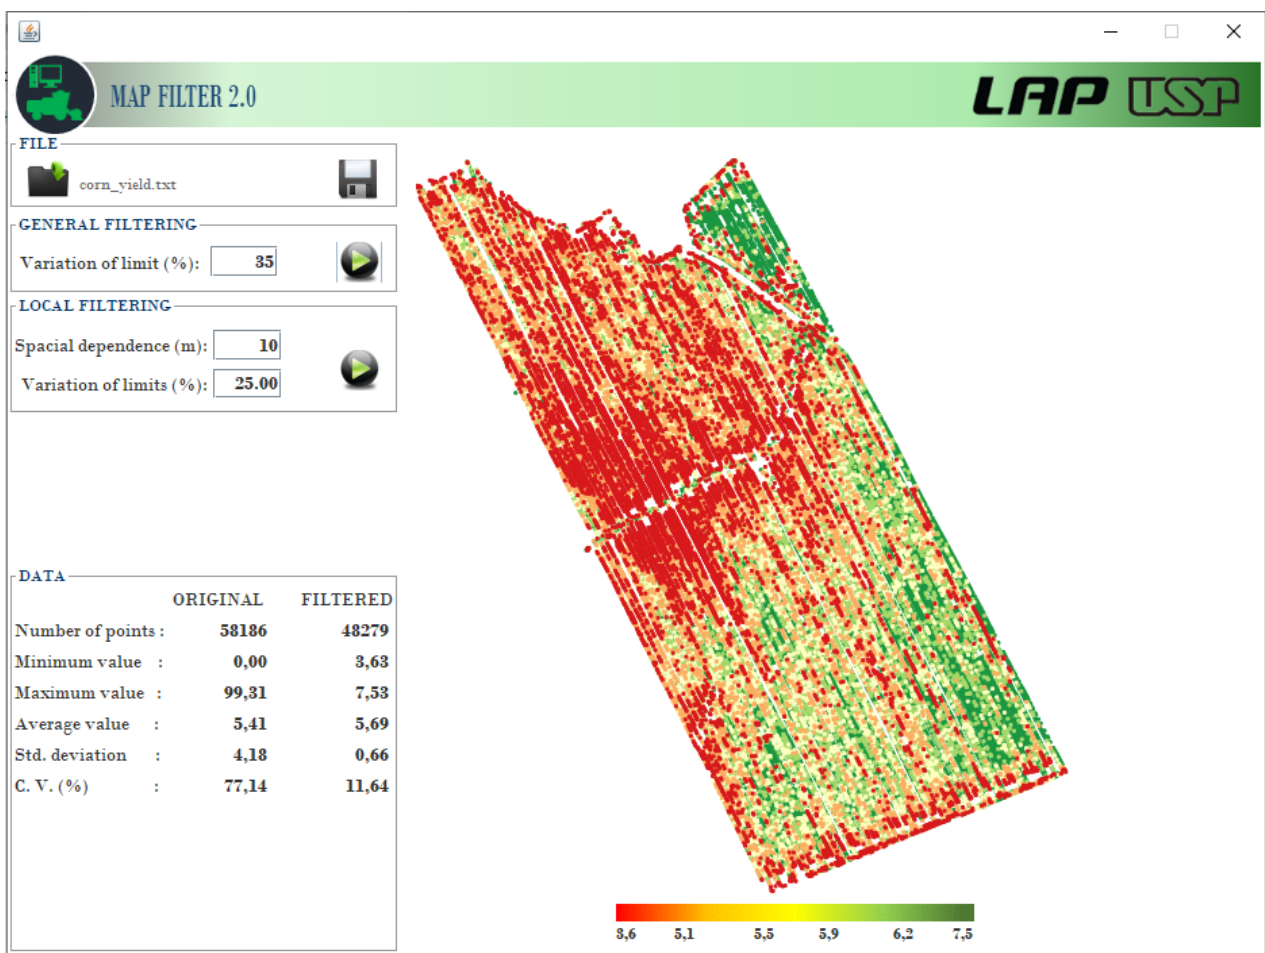 MAP FILTER 2.0
LAP USP
FILE
corn_yield.txt
GENERAL FILTERING
Variation of limit (%): 35
LOCAL FILTERING
Spacial dependence (m): 10
Variation of limits (%): 25.00
DATA
ORIGINAL FILTERED
Number of points : 58186 48279
Minimum value : 0,00 3,63
Maximum value : 99,31 7,53
Average value : 5,41 5,69
Std. deviation : 4,18 0,66
C. V. (%) : 77,14 11,64
3,6 5,1 5,5 5,9 6,2 7,5